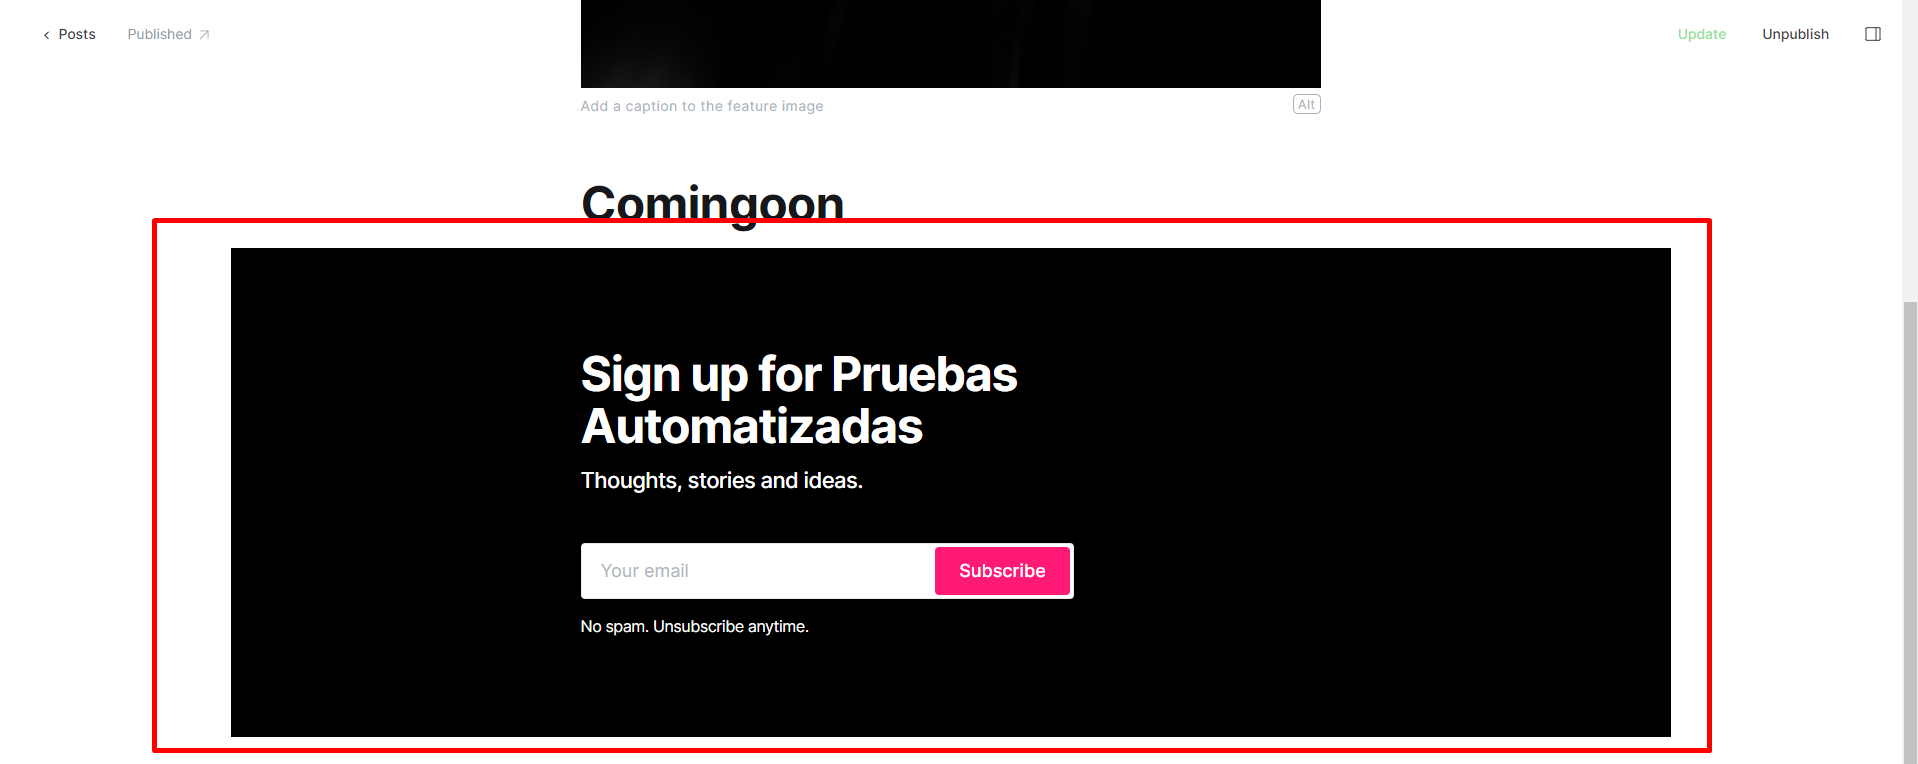 Posts
Published
Update
Unpublish
Add a caption to the feature image
Alt
Comingoon
Sign up for Pruebas
Automatizadas
Thoughts, stories and ideas.
Your email
Subscribe
No spam. Unsubscribe anytime.